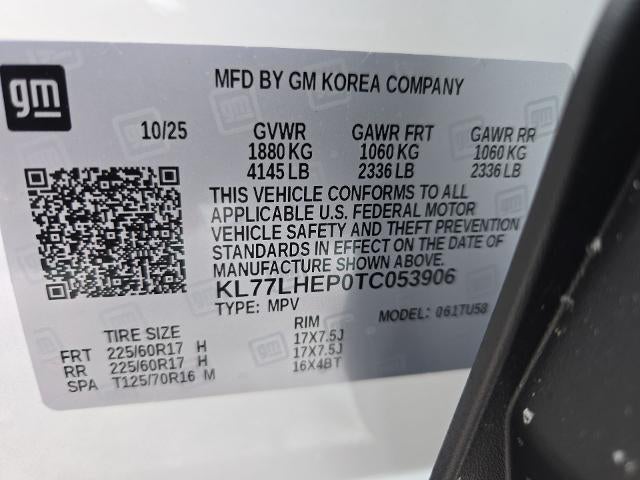 gm
MFD BY GM KOREA COMPANY
10/25 GVWR GAWR FRT GAWR RR
1880 KG 1060 KG 1060 KG
4145 LB 2336 LB 2336 LB
THIS VEHICLE CONFORMS TO ALL
APPLICABLE U.S. FEDERAL MOTOR
VEHICLE SAFETY AND THEFT PREVENTION
STANDARDS IN EFFECT ON THE DATE OF
MANUFACTURE SHOWN ABOVE.
KL77LHEP0TC053906
TYPE: MPV MODEL: Q61TU58
TIRE SIZE RIM
FRT 225/60R17 H 17X7.5J
RR 225/60R17 H 17X7.5J
SPA T125/70R16 M 16X4BT